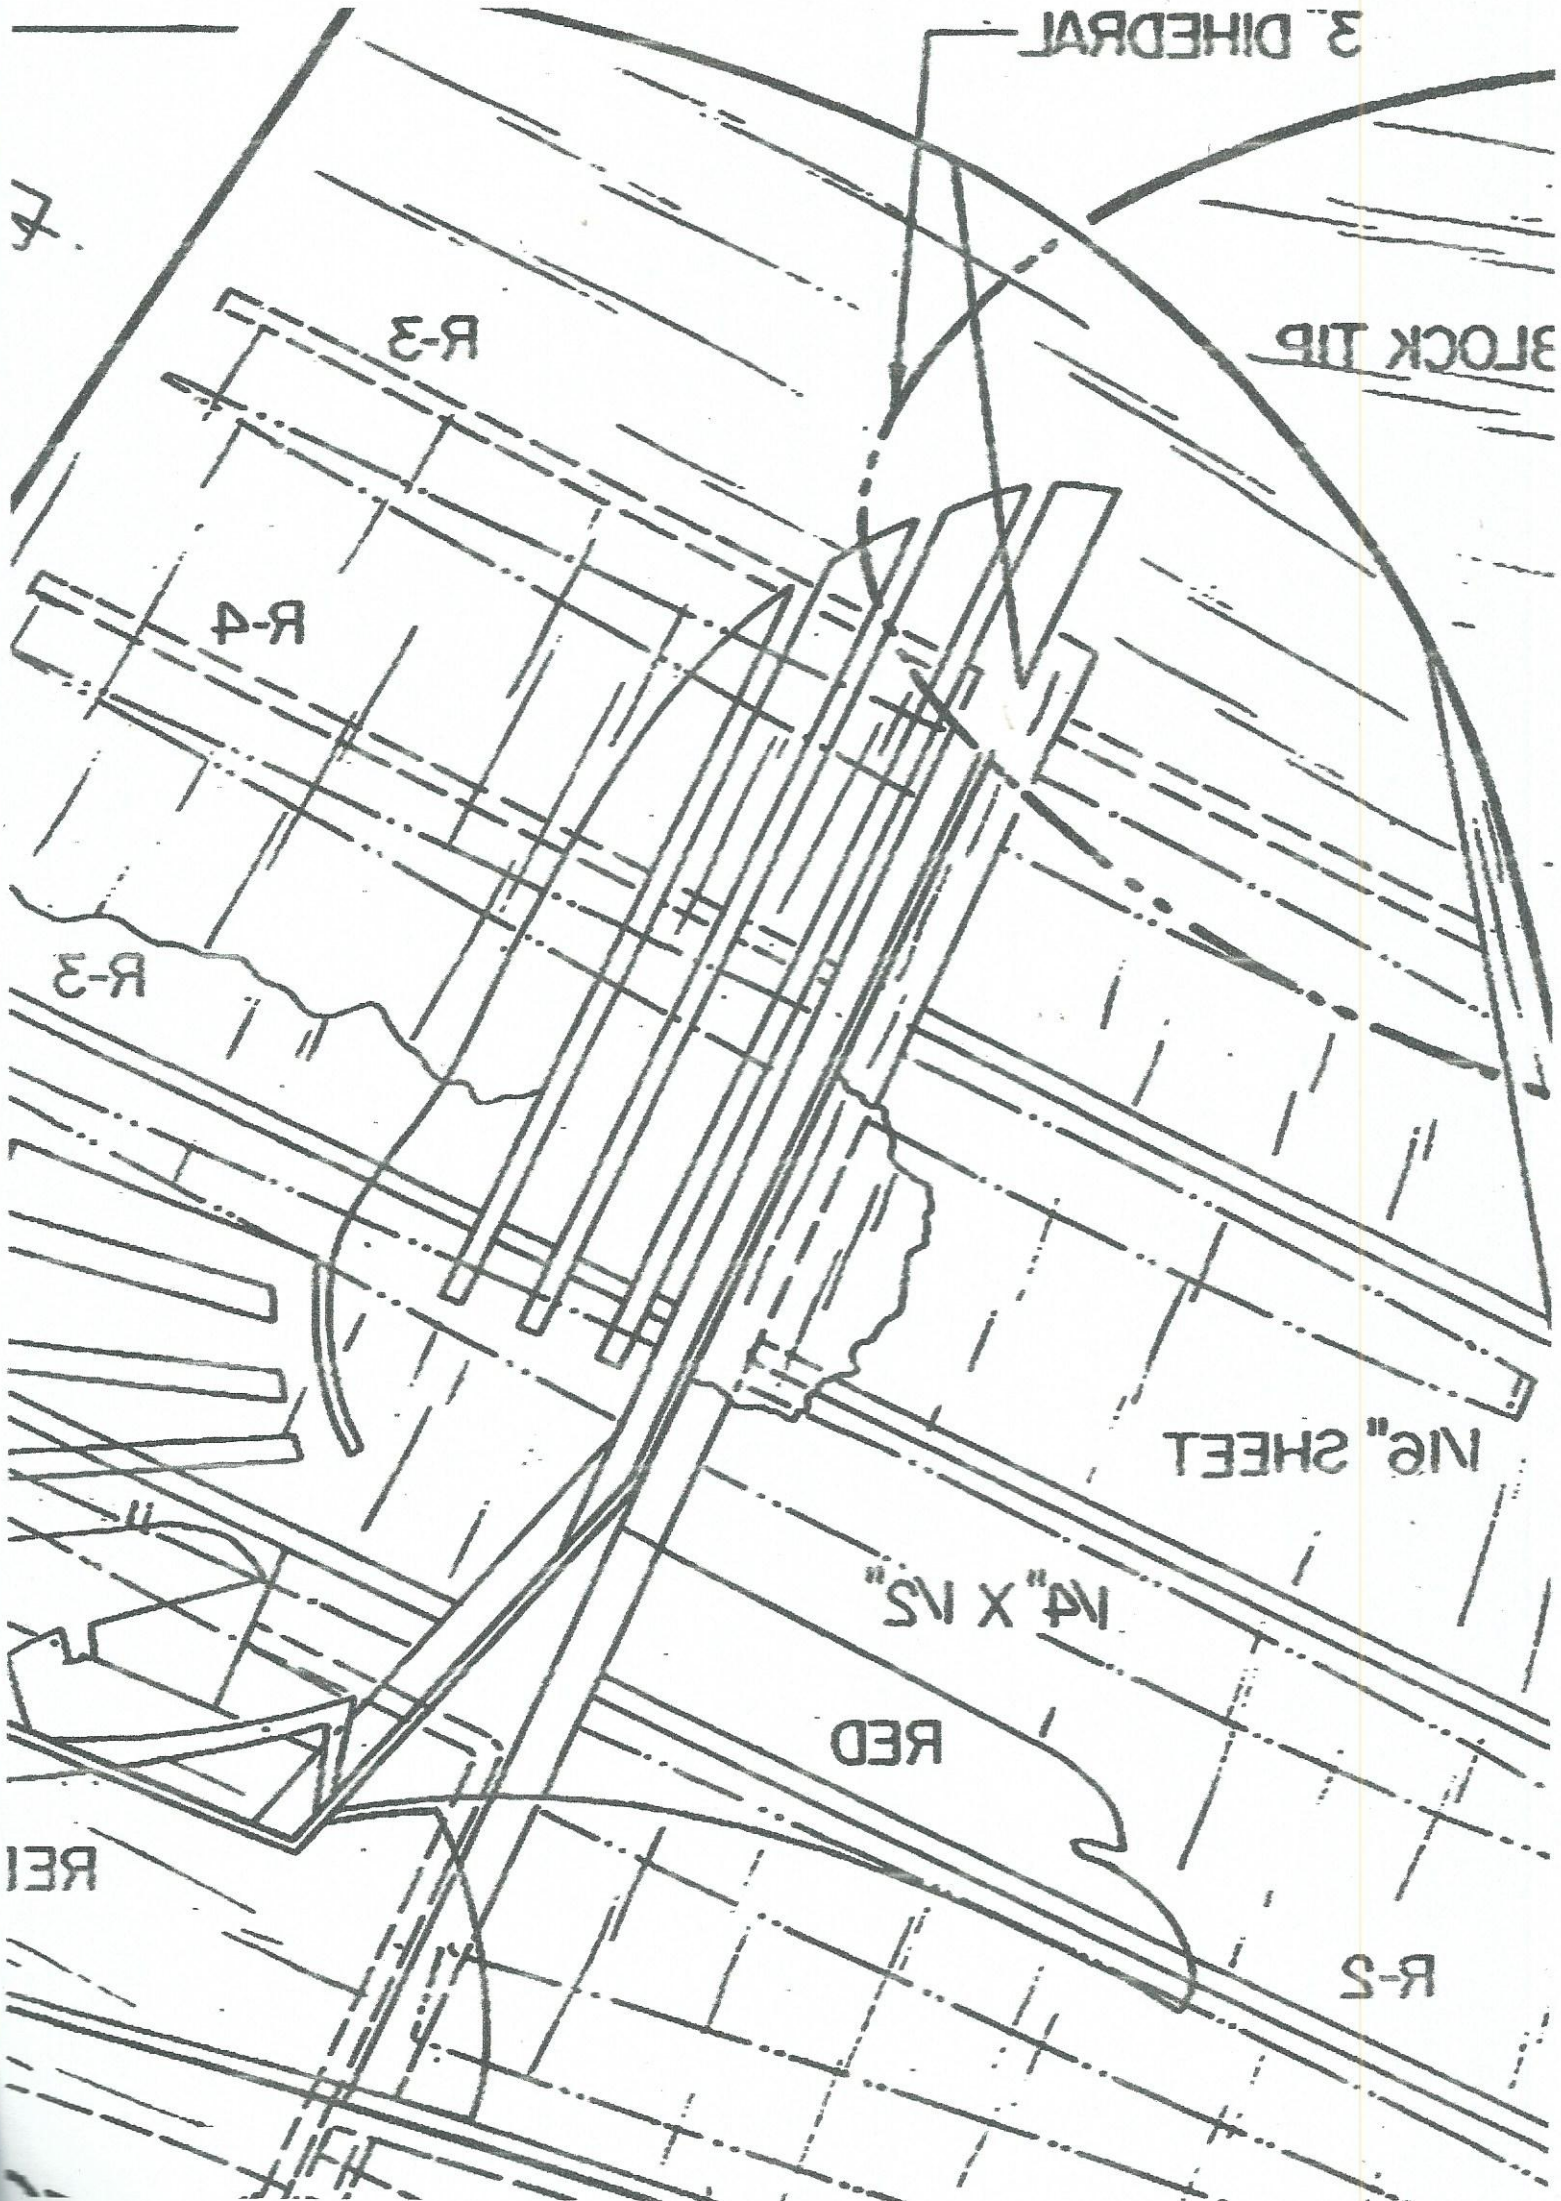 3" DIHEDRAL
BLOCK TIP
R-3
R-4
R-3
1/16" SHEET
1/4" X 1/2"
RED
R-2